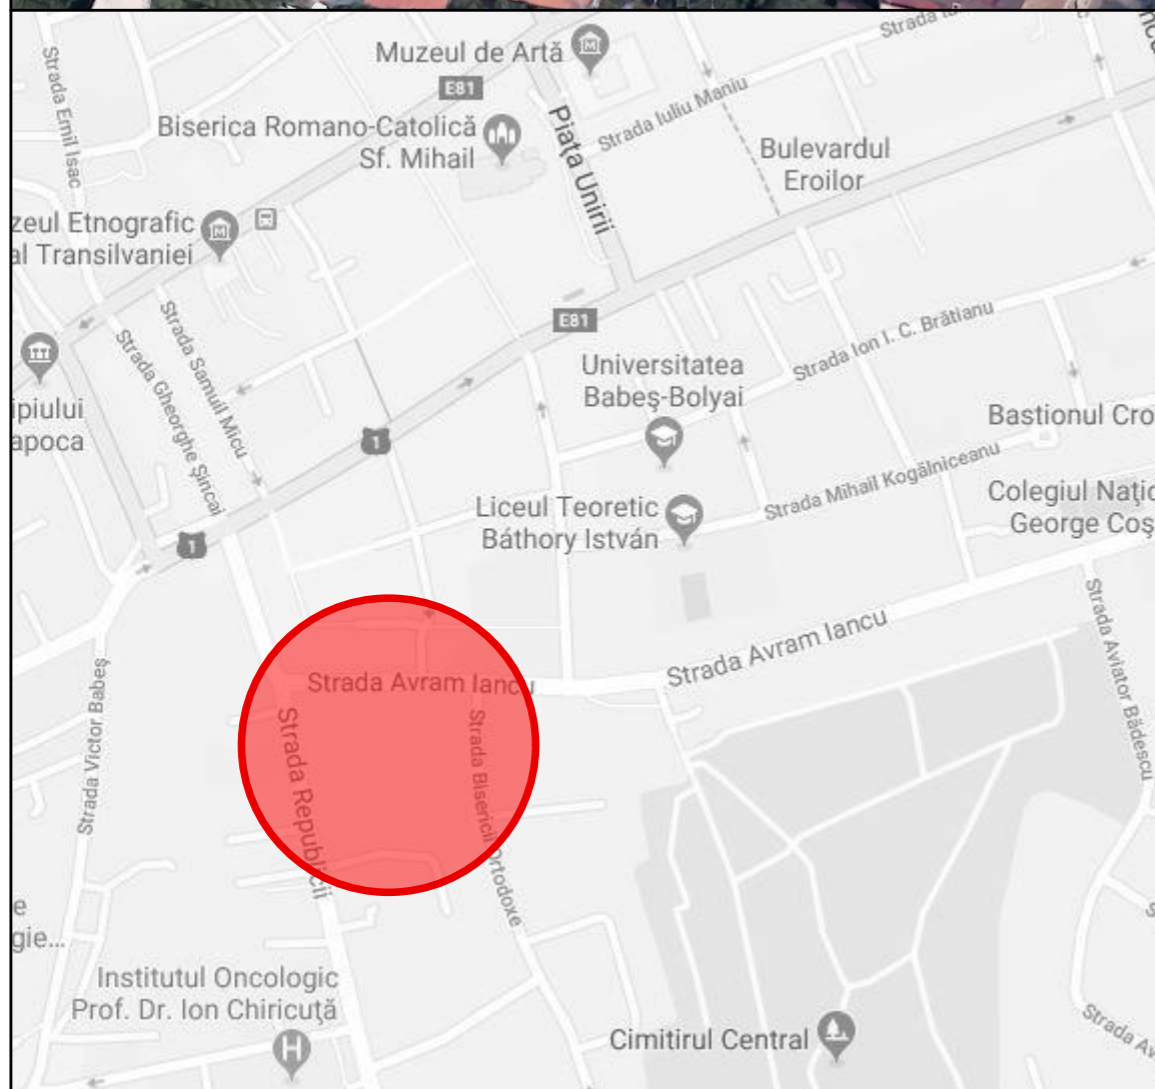 Strada Emil Isac
Muzeul de Artă
E81
Biserica Romano-Catolică
Sf. Mihail
Piața Unirii
Strada Iuliu Maniu
Strada
Bulevardul
Eroilor
zeul Etnografic
al Transilvaniei
Strada Samuil Micu
Strada Gheorghe Șincai
ipiului
apoca
E81
Universitatea
Babeș-Bolyai
Strada Ion I. C. Brătianu
Bastionul Cro
1
Liceul Teoretic
Báthory István
Strada Mihail Kogălniceanu
Colegiul Națio
George Coș
1
Strada Avram Iancu
Strada Avram Iancu
Strada Aviator Bădescu
Strada Victor Babeș
Strada Republicii
Strada Bisericii Ortodoxe
e
gie...
Institutul Oncologic
Prof. Dr. Ion Chiricuță
H
Cimitirul Central
Strada Av